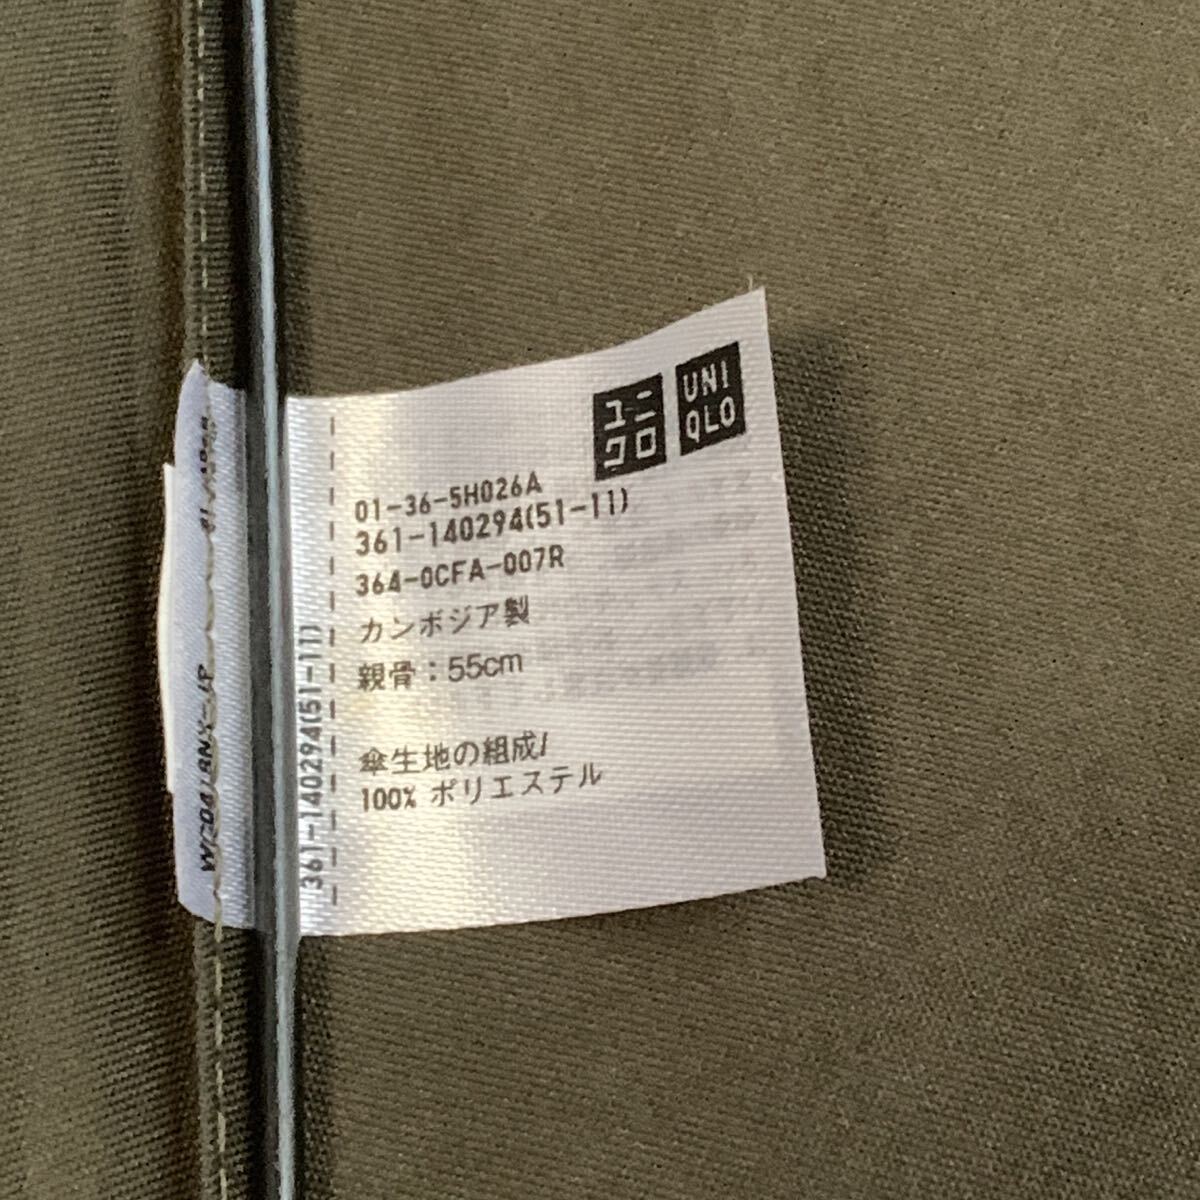 ユニ
クロ
UNI
QLO
01-36-5H026A
361-140294(51-11)
364-0CFA-007R
カンボジア製
親骨：55cm
傘生地の組成/
100% ポリエステル
361-140294(51-11)